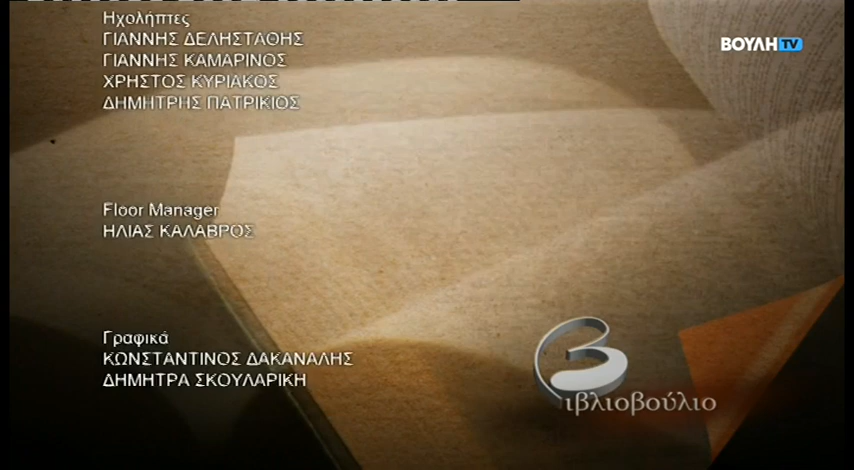 Ηχολήπτες
ΓΙΑΝΝΗΣ ΔΕΛΗΣΤΑΘΗΣ
ΓΙΑΝΝΗΣ ΚΑΜΑΡΙΝΟΣ
ΧΡΗΣΤΟΣ ΚΥΡΙΑΚΟΣ
ΔΗΜΗΤΡΗΣ ΠΑΤΡΙΚΙΟΣ
ΒΟΥΛΗ TV
Floor Manager
ΗΛΙΑΣ ΚΑΛΑΒΡΟΣ
Γραφικά
ΚΩΝΣΤΑΝΤΙΝΟΣ ΔΑΚΑΝΑΛΗΣ
ΔΗΜΗΤΡΑ ΣΚΟΥΛΑΡΙΚΗ
Βιβλιοβούλιο